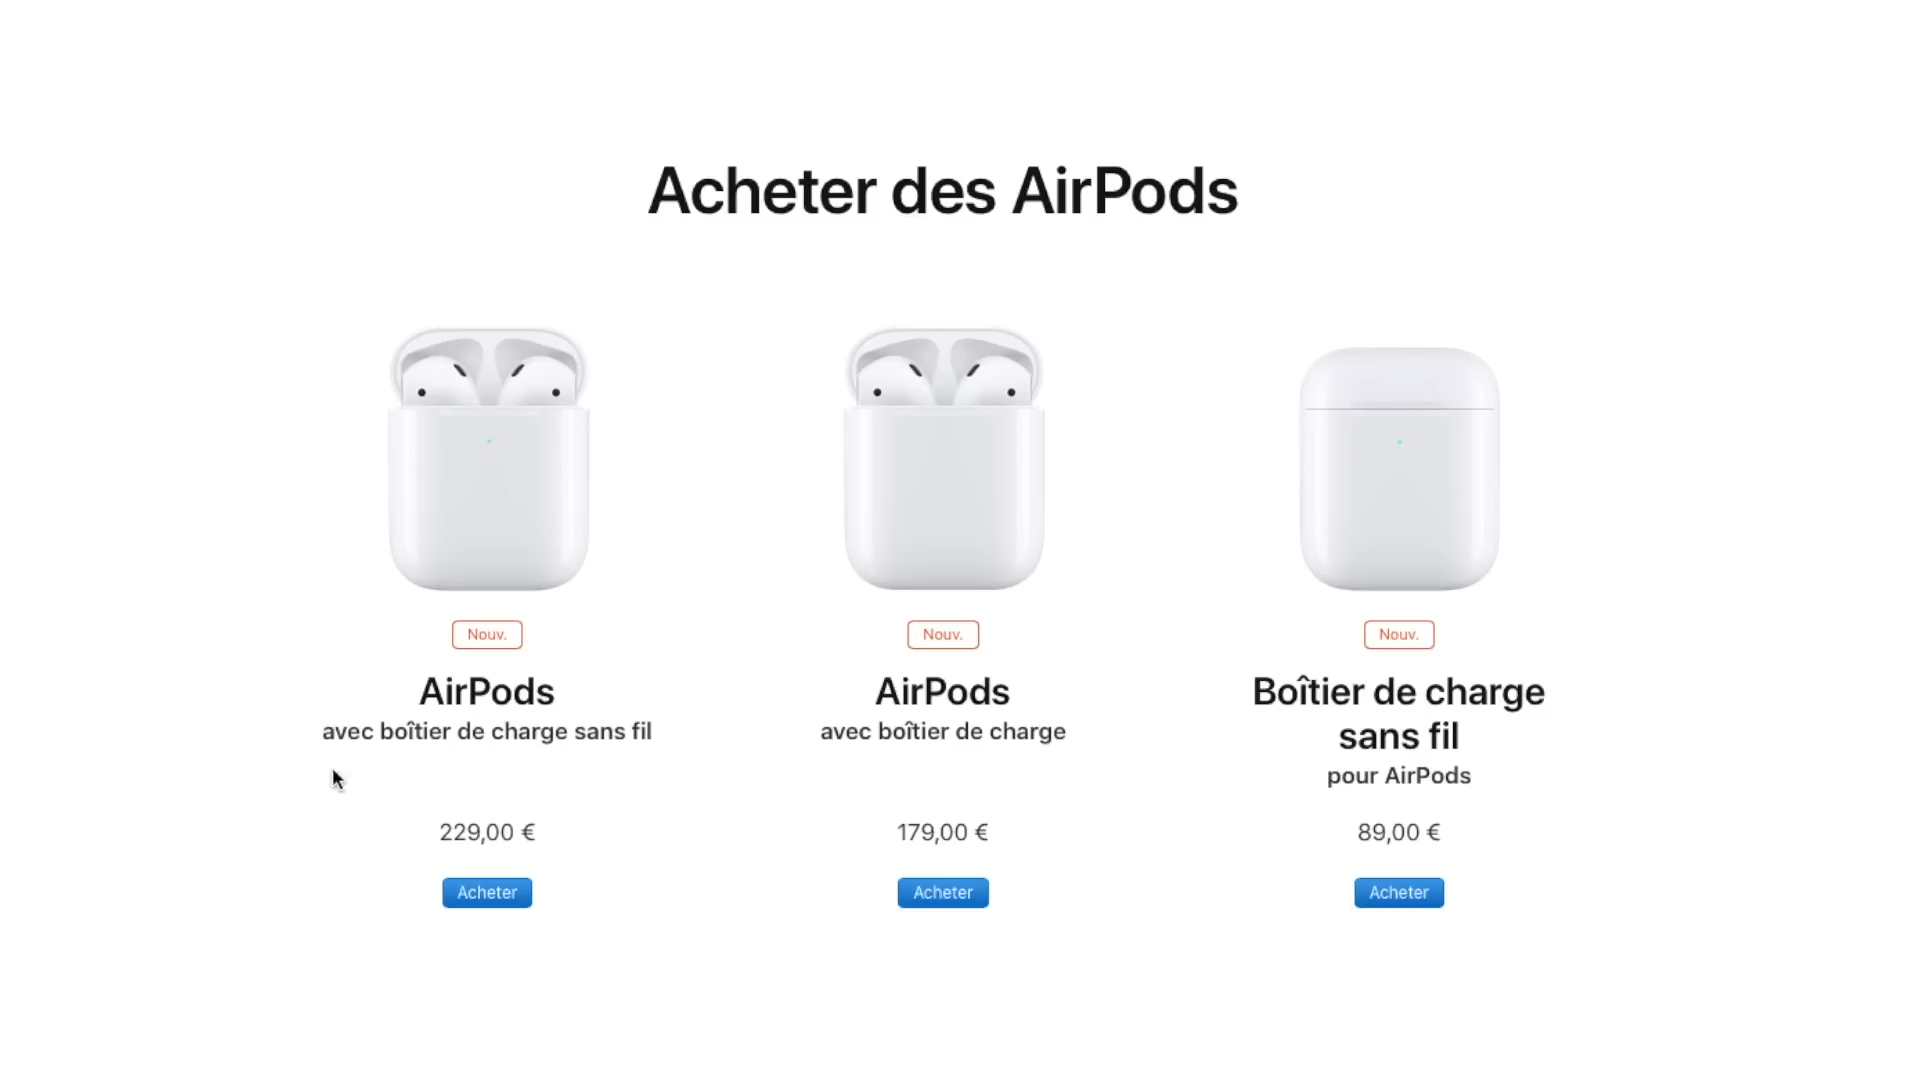 Acheter des AirPods
Nouv.
AirPods
avec boîtier de charge sans fil
229,00 €
Acheter
Nouv.
AirPods
avec boîtier de charge
179,00 €
Acheter
Nouv.
Boîtier de charge
sans fil
pour AirPods
89,00 €
Acheter